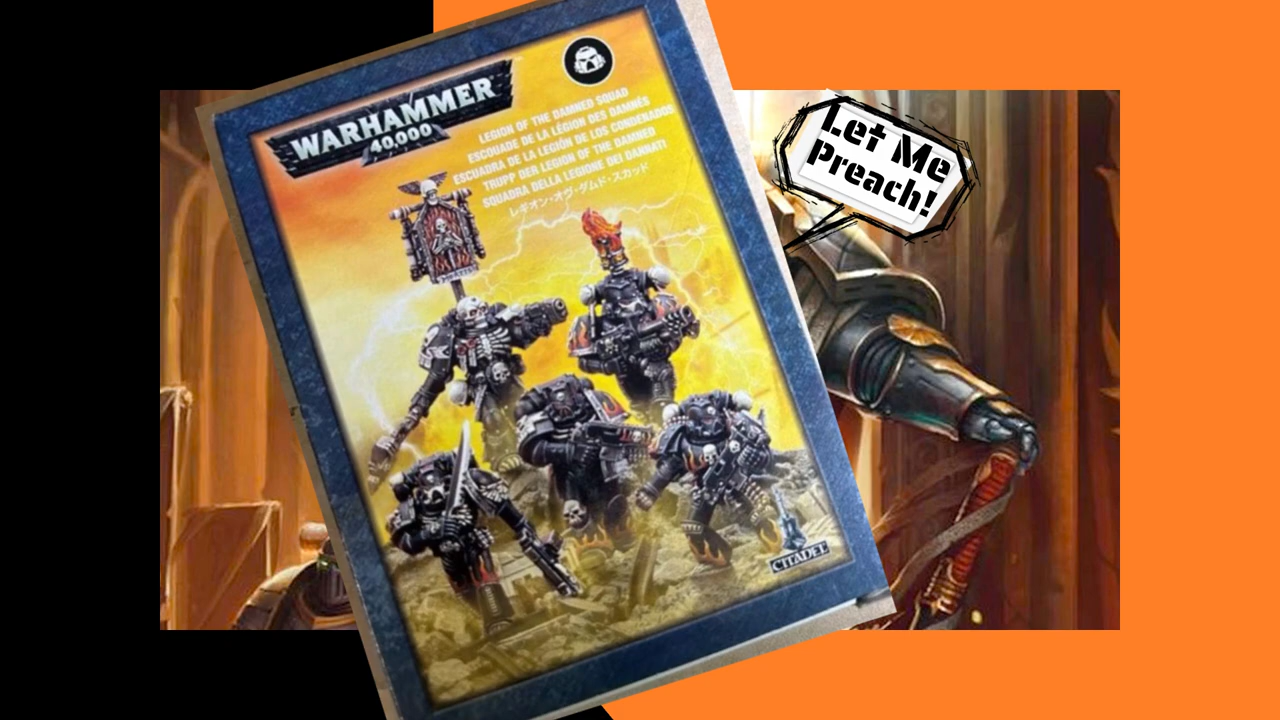 WARHAMMER
40,000
LEGION OF THE DAMNED SQUAD
ESCOUADE DE LA LÉGION DES DAMNÉS
ESCUADRA DE LA LEGIÓN DE LOS CONDENADOS
TRUPP DER LEGION OF THE DAMNED
SQUADRA DELLA LEGIONE DEI DANNATI
レギオン・オヴ・ダムド・スカッド
CITADEL
Let Me
Preach!